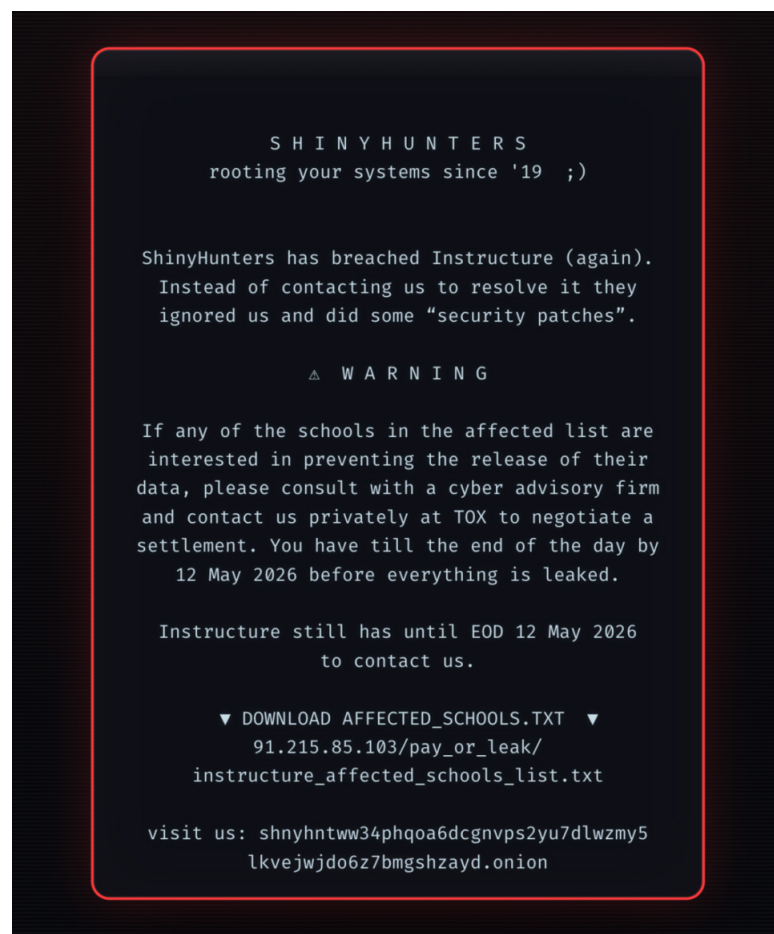 S H I N Y H U N T E R S
rooting your systems since '19 ;)
ShinyHunters has breached Instructure (again).
Instead of contacting us to resolve it they
ignored us and did some “security patches”.
⚠ W A R N I N G
If any of the schools in the affected list are
interested in preventing the release of their
data, please consult with a cyber advisory firm
and contact us privately at TOX to negotiate a
settlement. You have till the end of the day by
12 May 2026 before everything is leaked.
Instructure still has until EOD 12 May 2026
to contact us.
▼ DOWNLOAD AFFECTED_SCHOOLS.TXT ▼
91.215.85.103/pay_or_leak/
instructure_affected_schools_list.txt
visit us: shnyhntww34phqoa6dcgnvps2yu7dlwzmy5
lkvejwjdo6z7bmgshzayd.onion